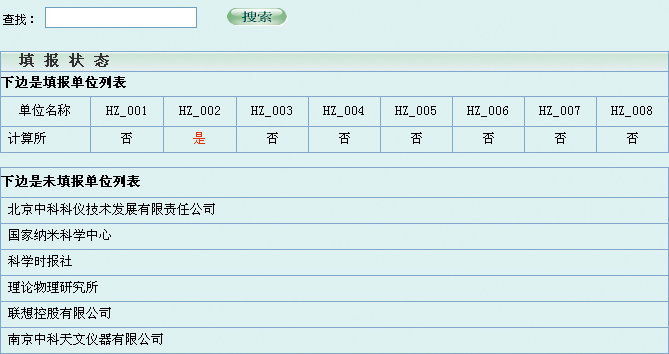 查找： 搜索
填 报 状 态
下边是填报单位列表
单位名称 HZ_001 HZ_002 HZ_003 HZ_004 HZ_005 HZ_006 HZ_007 HZ_008
计算所 否 是 否 否 否 否 否 否
下边是未填报单位列表
北京中科科仪技术发展有限责任公司
国家纳米科学中心
科学时报社
理论物理研究所
联想控股有限公司
南京中科天文仪器有限公司